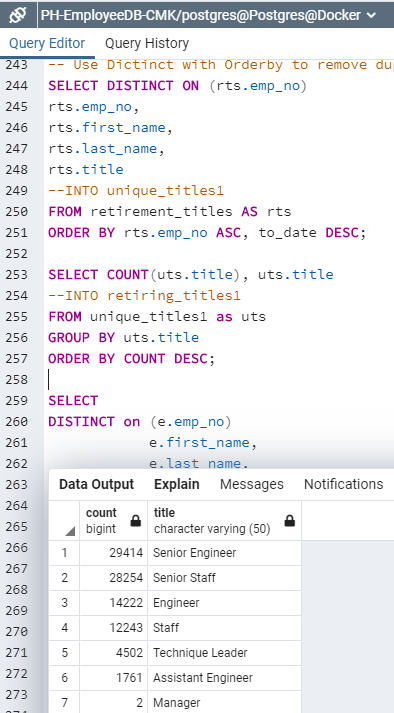 PH-EmployeeDB-CMK/postgres@Postgres@Docker
Query Editor Query History
243 -- Use Dictinct with Orderby to remove du
244 SELECT DISTINCT ON (rts.emp_no)
245 rts.emp_no,
246 rts.first_name,
247 rts.last_name,
248 rts.title
249 --INTO unique_titles1
250 FROM retirement_titles AS rts
251 ORDER BY rts.emp_no ASC, to_date DESC;
252
253 SELECT COUNT(uts.title), uts.title
254 --INTO retiring_titles1
255 FROM unique_titles1 as uts
256 GROUP BY uts.title
257 ORDER BY COUNT DESC;
258
259 SELECT
260 DISTINCT on (e.emp_no)
261 e.first_name,
262 e.last_name,
263
264
265
266
267
268
269
270
271
272
273
Data Output Explain Messages Notifications
count
bigint
title
character varying (50)
1 29414 Senior Engineer
2 28254 Senior Staff
3 14222 Engineer
4 12243 Staff
5 4502 Technique Leader
6 1761 Assistant Engineer
7 2 Manager